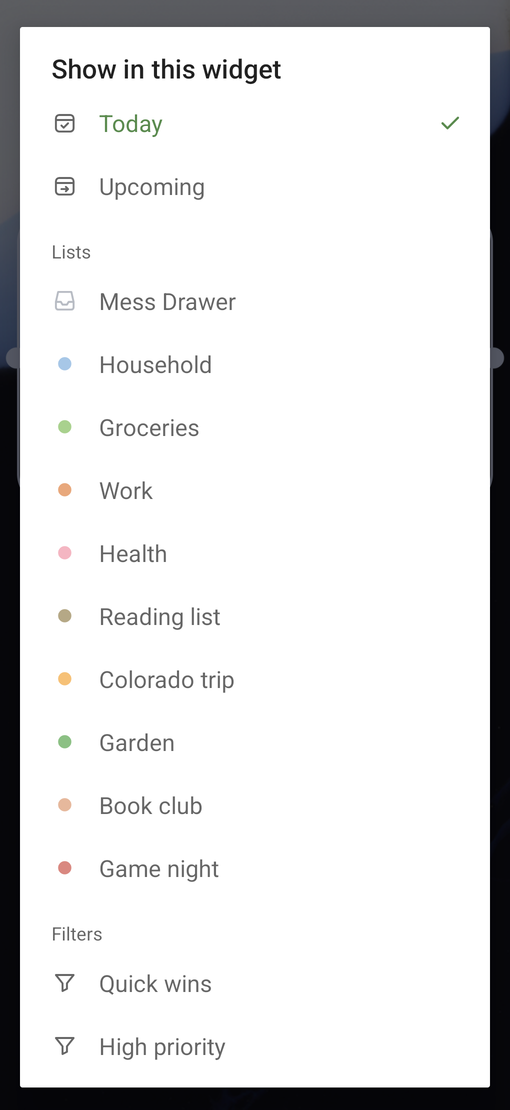 Show in this widget
Today
Upcoming
Lists
Mess Drawer
Household
Groceries
Work
Health
Reading list
Colorado trip
Garden
Book club
Game night
Filters
Quick wins
High priority